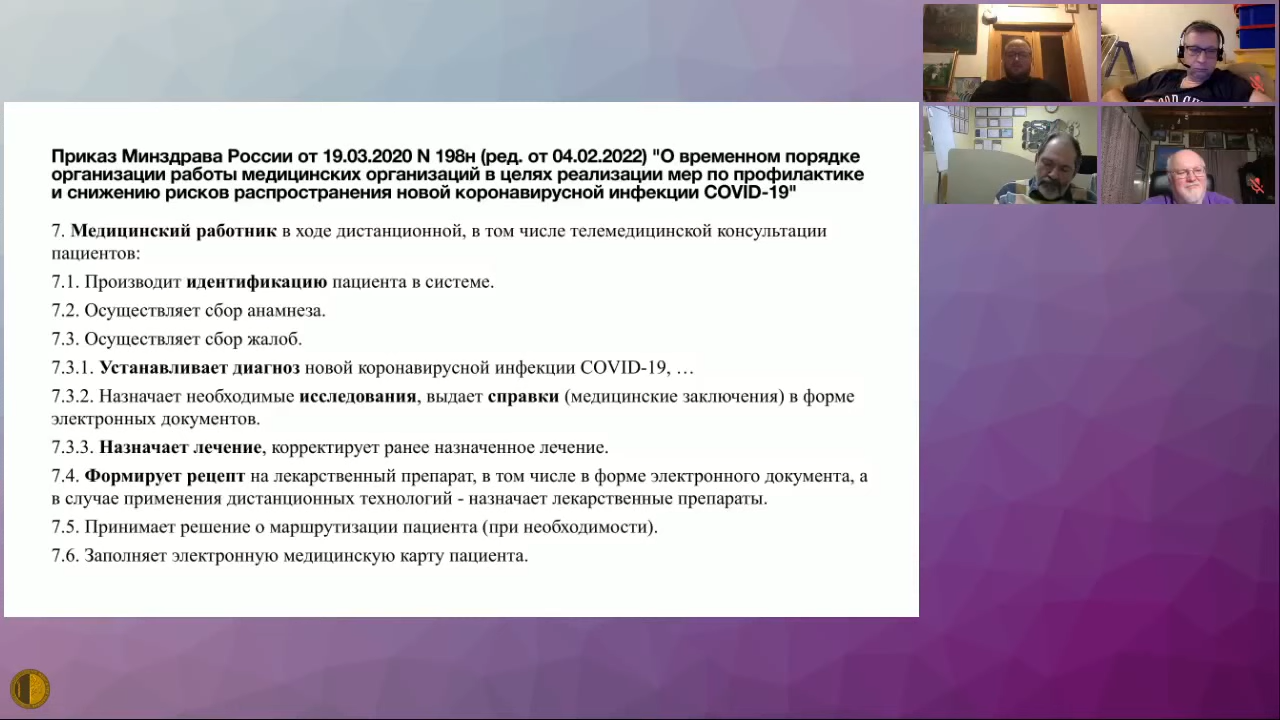 Приказ Минздрава России от 19.03.2020 N 198н (ред. от 04.02.2022) "О временном порядке
организации работы медицинских организаций в целях реализации мер по профилактике
и снижению рисков распространения новой коронавирусной инфекции COVID-19"
7. Медицинский работник в ходе дистанционной, в том числе телемедицинской консультации
пациентов:
7.1. Производит идентификацию пациента в системе.
7.2. Осуществляет сбор анамнеза.
7.3. Осуществляет сбор жалоб.
7.3.1. Устанавливает диагноз новой коронавирусной инфекции COVID-19, …
7.3.2. Назначает необходимые исследования, выдает справки (медицинские заключения) в форме
электронных документов.
7.3.3. Назначает лечение, корректирует ранее назначенное лечение.
7.4. Формирует рецепт на лекарственный препарат, в том числе в форме электронного документа, а
в случае применения дистанционных технологий - назначает лекарственные препараты.
7.5. Принимает решение о маршрутизации пациента (при необходимости).
7.6. Заполняет электронную медицинскую карту пациента.